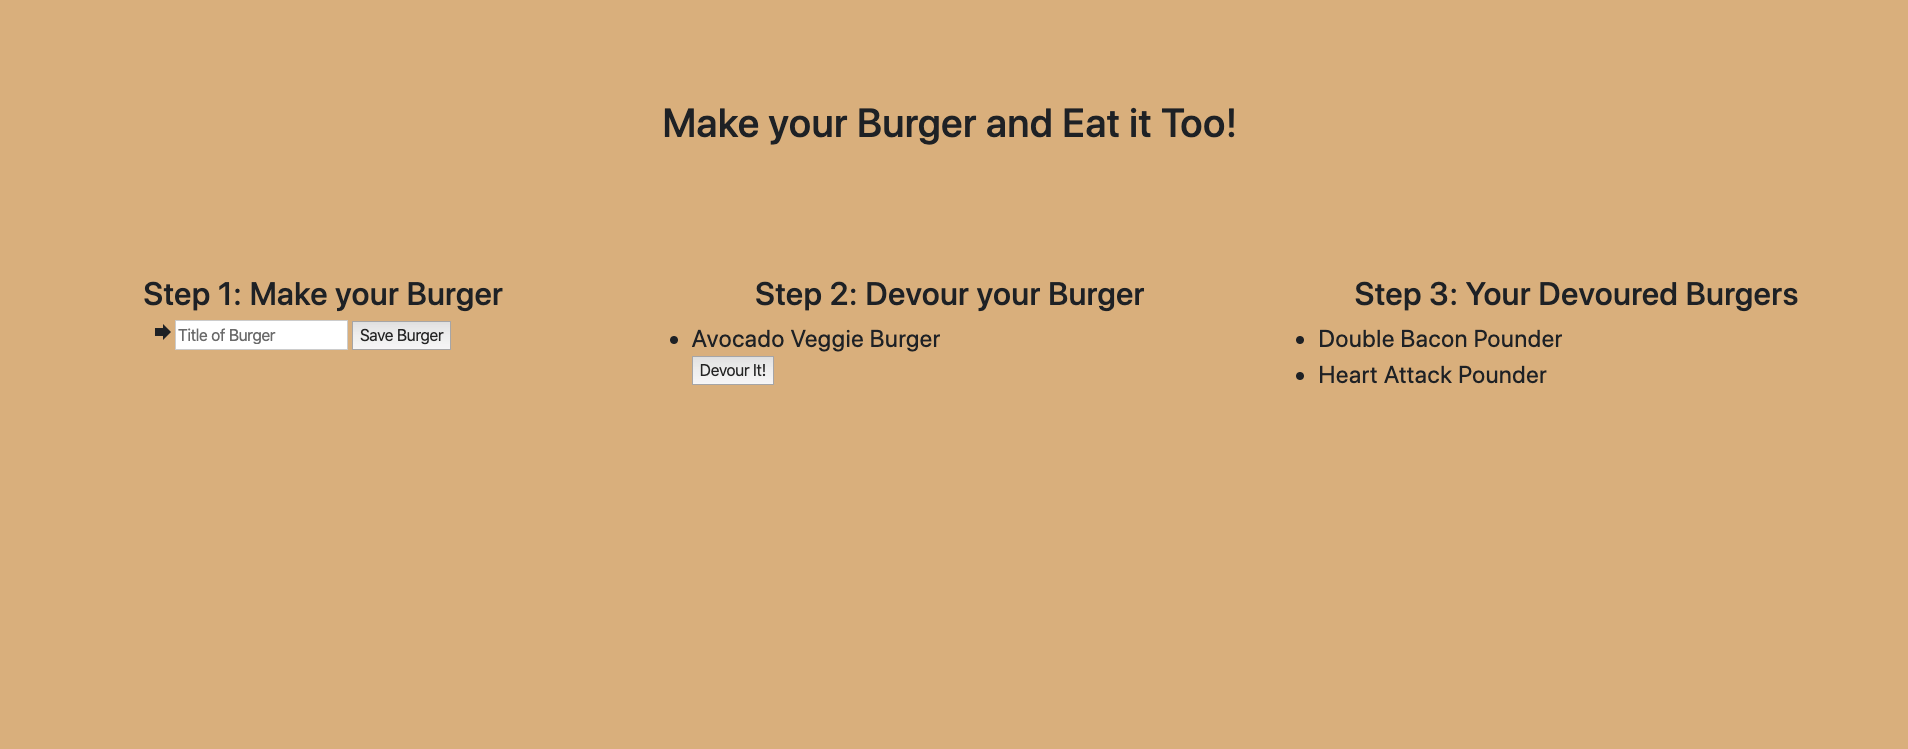 Make your Burger and Eat it Too!
Step 1: Make your Burger
Title of Burger
Save Burger
Step 2: Devour your Burger
Avocado Veggie Burger
Devour It!
Step 3: Your Devoured Burgers
Double Bacon Pounder
Heart Attack Pounder